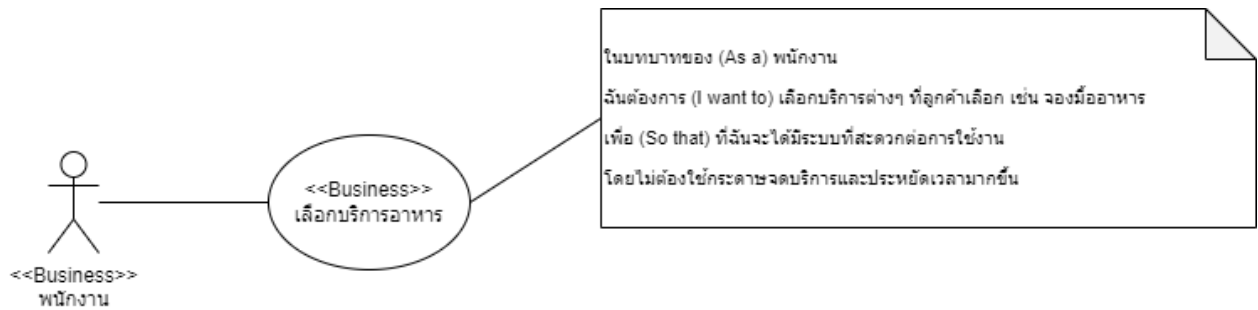 ในบทบาทของ (As a) พนักงาน
ฉันต้องการ (I want to) เลือกบริการต่างๆ ที่ลูกค้าเลือก เช่น จองมื้ออาหาร
เพื่อ (So that) ที่ฉันจะได้มีระบบที่สะดวกต่อการใช้งาน
โดยไม่ต้องใช้กระดาษจดบริการและประหยัดเวลามากขึ้น
<<Business>>
เลือกบริการอาหาร
<<Business>>
พนักงาน